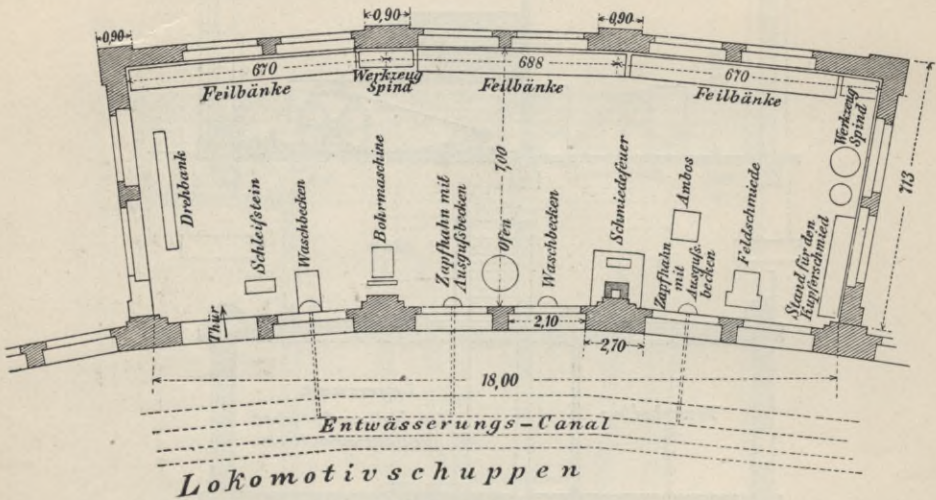 0,90
0,90
0,90
670
Werkzeug
Spind
688
670
Feilbänke
Feilbänke
Feilbänke
Werkzeug
Spind
7,00
713
Drehbank
Schleifstein
Waschbecken
Bohrmaschine
Zapfhahn mit
Ausgußbecken
Ofen
Waschbecken
Schmiedefeuer
Ambos
Zapfhahn
mit
Ausguß-
becken
Feldschmiede
Stand für den
Kupferschmied
Thür
2,10
2,70
18,00
Entwässerungs-Canal
Lokomotivschuppen